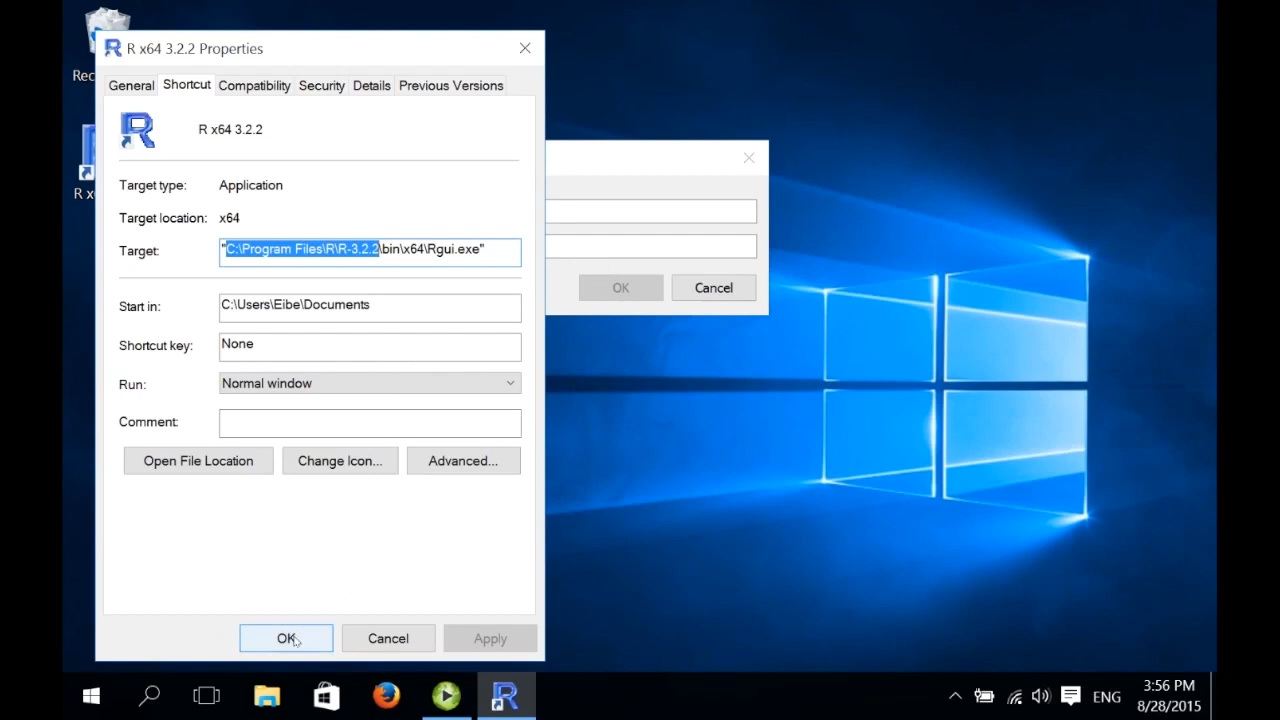 Rec
R x
R x64 3.2.2 Properties
General Shortcut Compatibility Security Details Previous Versions
R x64 3.2.2
Target type: Application
Target location: x64
Target: "C:\Program Files\R\R-3.2.2\bin\x64\Rgui.exe"
Start in: C:\Users\Eibe\Documents
Shortcut key: None
Run: Normal window
Comment:
Open File Location Change Icon... Advanced...
OK Cancel Apply
OK Cancel
ENG
3:56 PM
8/28/2015